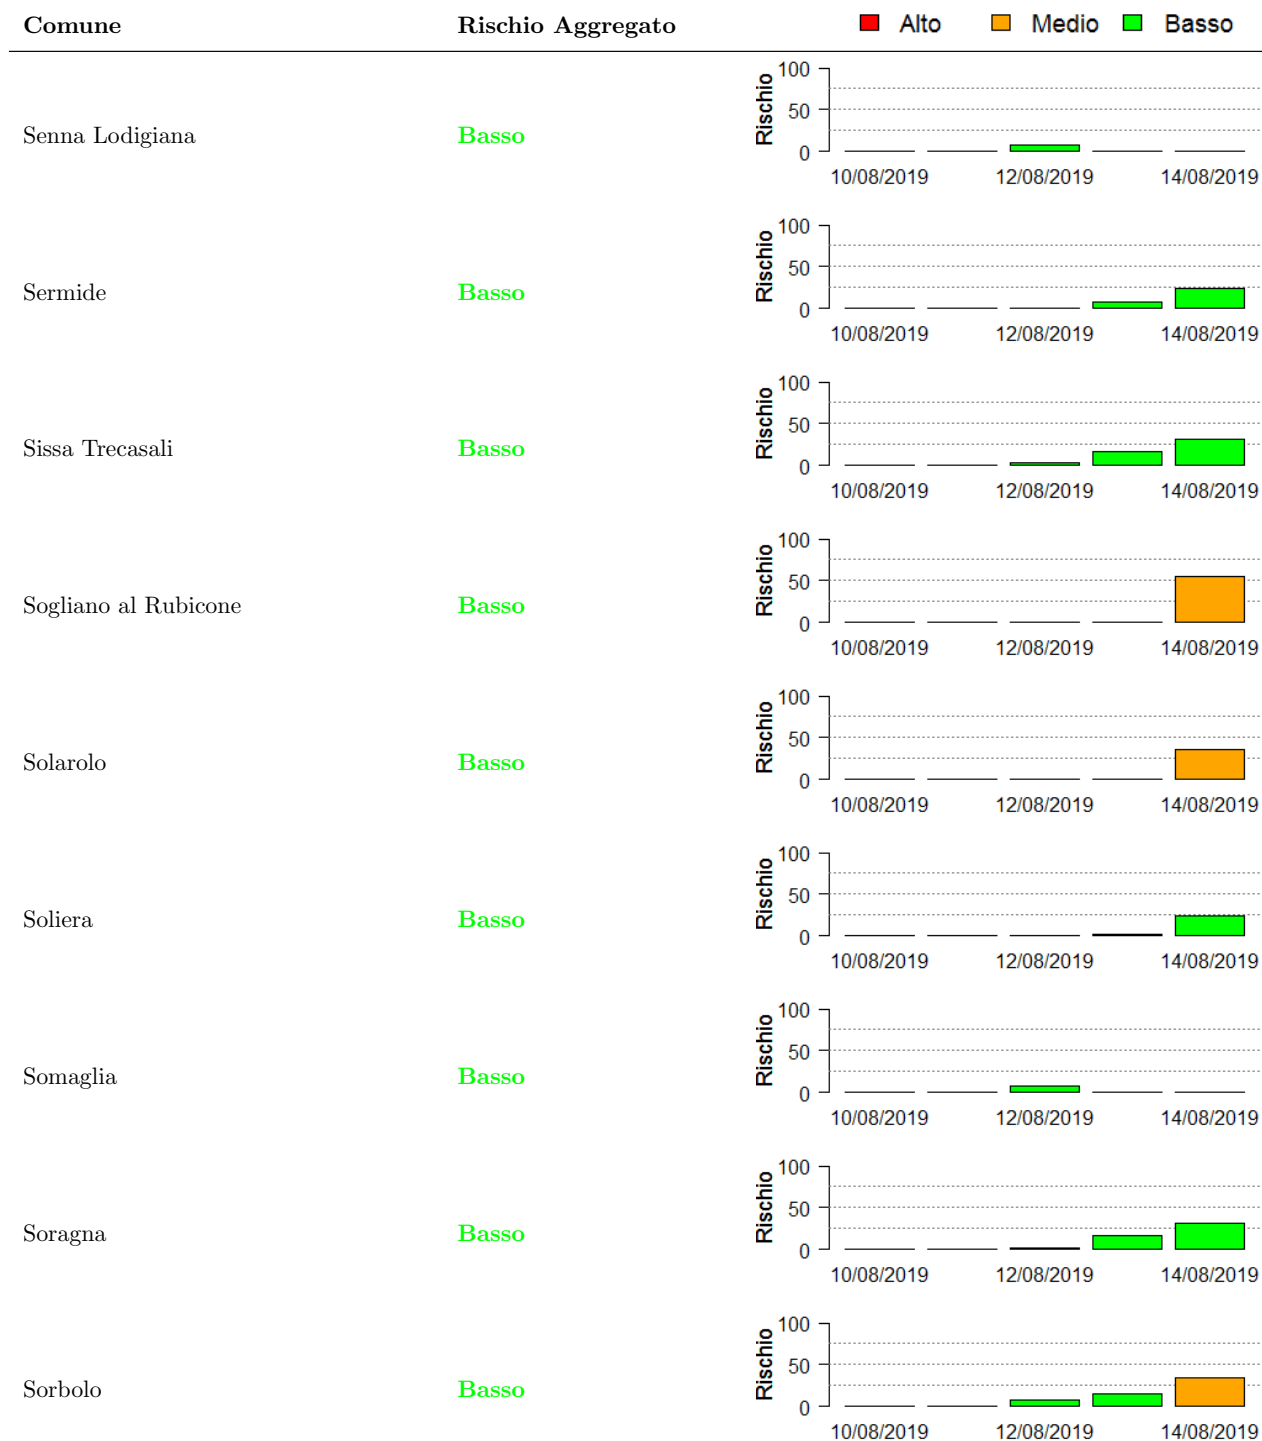 Comune Rischio Aggregato Alto Medio Basso
100
50
0
Rischio
Senna Lodigiana Basso
10/08/2019 12/08/2019 14/08/2019
100
50
0
Rischio
Sermide Basso
10/08/2019 12/08/2019 14/08/2019
100
50
0
Rischio
Sissa Trecasali Basso
10/08/2019 12/08/2019 14/08/2019
100
50
0
Rischio
Sogliano al Rubicone Basso
10/08/2019 12/08/2019 14/08/2019
100
50
0
Rischio
Solarolo Basso
10/08/2019 12/08/2019 14/08/2019
100
50
0
Rischio
Soliera Basso
10/08/2019 12/08/2019 14/08/2019
100
50
0
Rischio
Somaglia Basso
10/08/2019 12/08/2019 14/08/2019
100
50
0
Rischio
Soragna Basso
10/08/2019 12/08/2019 14/08/2019
100
50
0
Rischio
Sorbolo Basso
10/08/2019 12/08/2019 14/08/2019